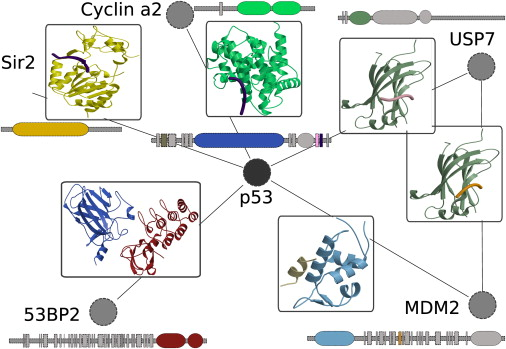 Cyclin a2
USP7
Sir2
p53
53BP2
MDM2